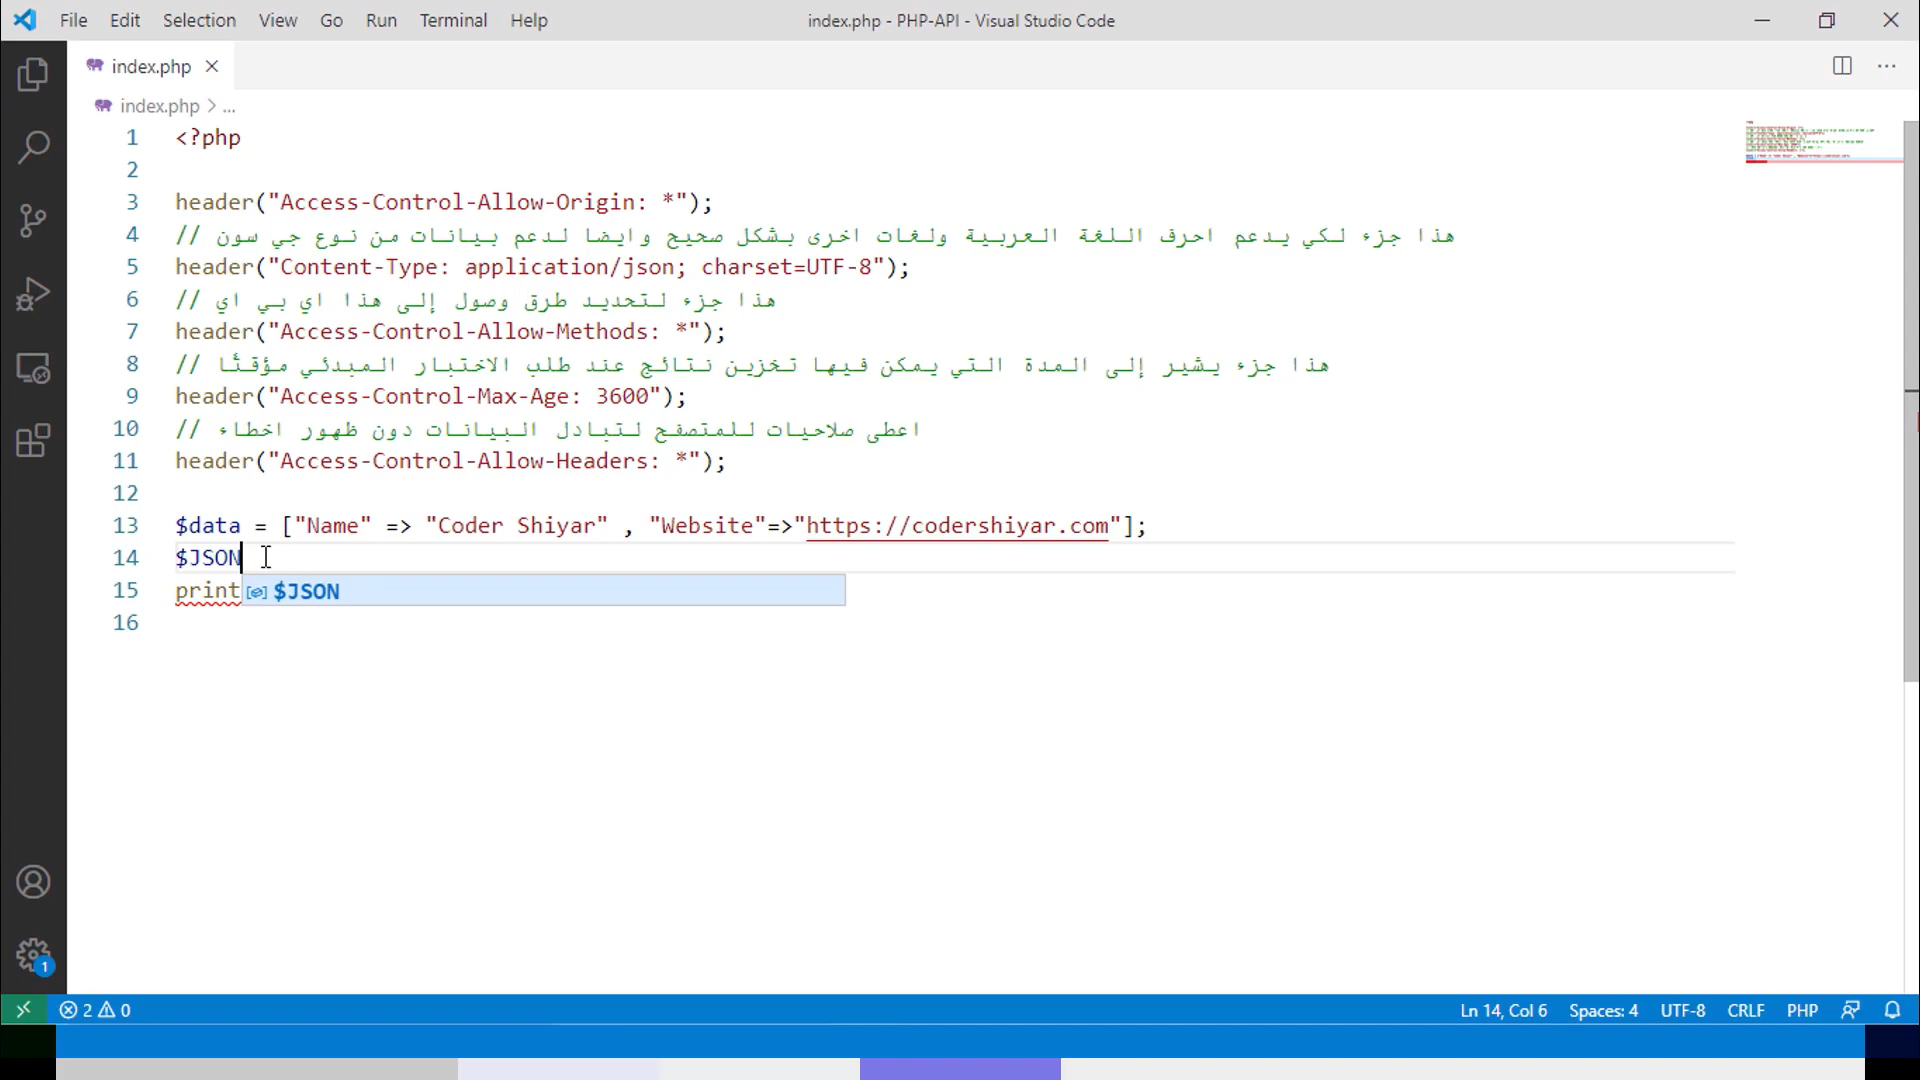 File Edit Selection View Go Run Terminal Help
index.php - PHP-API - Visual Studio Code
index.php
index.php > ...
1 <?php
2
3 header("Access-Control-Allow-Origin: *");
4 // هذا جزء لكي يدعم احرف اللغة العربية ولغات اخرى بشكل صحيح وايضا لدعم بيانات من نوع جي سون
5 header("Content-Type: application/json; charset=UTF-8");
6 // هذا جزء لتحديد طرق وصول إلى هذا اي بي اي
7 header("Access-Control-Allow-Methods: *");
8 // هذا جزء يشير إلى المدة التي يمكن فيها تخزين نتائج عند طلب الاختبار المبدئي مؤقتًا
9 header("Access-Control-Max-Age: 3600");
10 // اعطى صلاحيات للمتصفح لتبادل البيانات دون ظهور اخطاء
11 header("Access-Control-Allow-Headers: *");
12
13 $data = ["Name" => "Coder Shiyar" , "Website"=>"https://codershiyar.com"];
14 $JSON
15 print $JSON
16
1
2 0
Ln 14, Col 6 Spaces: 4 UTF-8 CRLF PHP